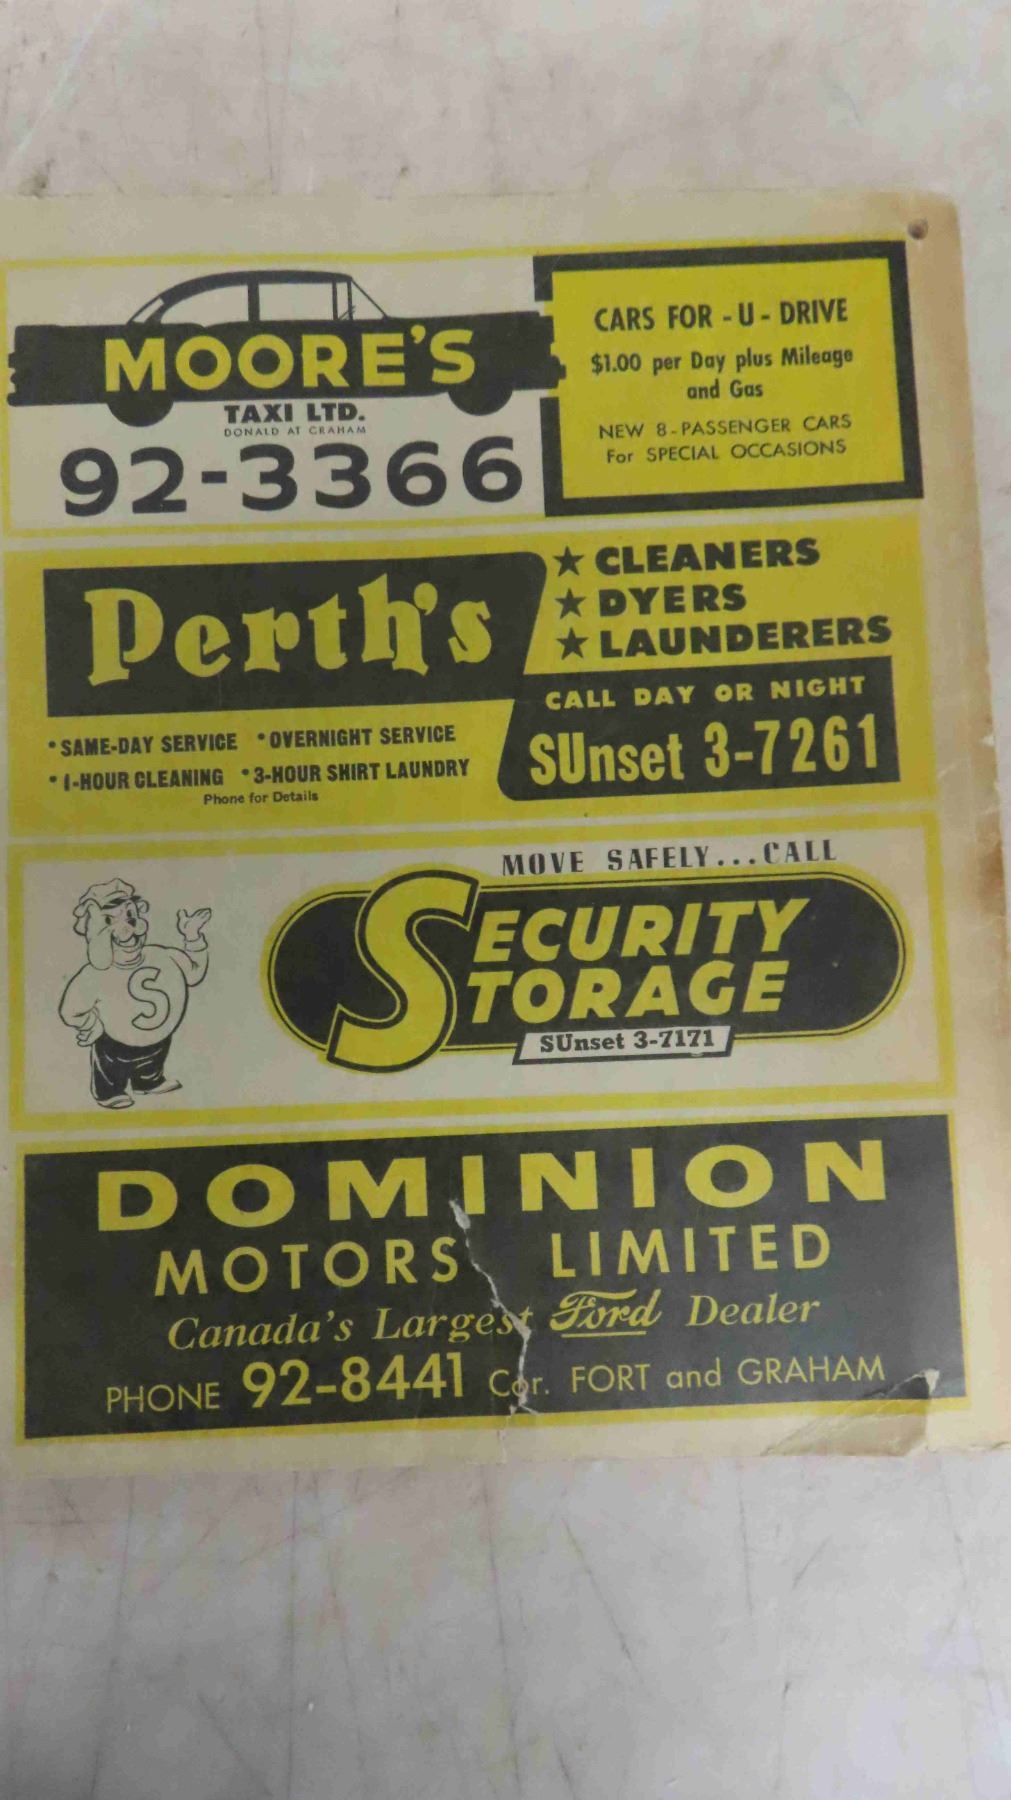 MOORE'S
TAXI LTD.
DONALD AT GRAHAM
92-3366
CARS FOR - U - DRIVE
$1.00 per Day plus Mileage
and Gas
NEW 8-PASSENGER CARS
For SPECIAL OCCASIONS
Perth's
★ CLEANERS
★ DYERS
★ LAUNDERERS
CALL DAY OR NIGHT
SUnset 3-7261
• SAME-DAY SERVICE • OVERNIGHT SERVICE
• 1-HOUR CLEANING • 3-HOUR SHIRT LAUNDRY
Phone for Details
MOVE SAFELY...CALL
SECURITY
STORAGE
SUnset 3-7171
S
DOMINION
MOTORS LIMITED
Canada's Largest Ford Dealer
PHONE 92-8441 Cor. FORT and GRAHAM